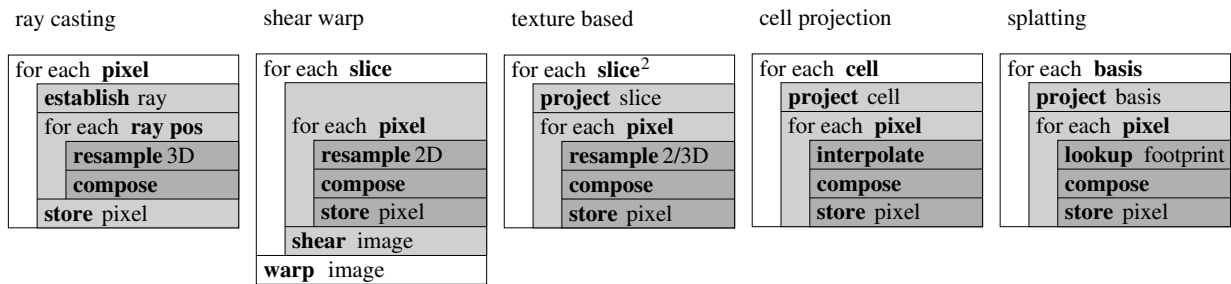 ray casting
for each pixel
establish ray
for each ray pos
resample 3D
compose
store pixel
shear warp
for each slice
for each pixel
resample 2D
compose
store pixel
shear image
warp image
texture based
for each slice²
project slice
for each pixel
resample 2/3D
compose
store pixel
cell projection
for each cell
project cell
for each pixel
interpolate
compose
store pixel
splatting
for each basis
project basis
for each pixel
lookup footprint
compose
store pixel